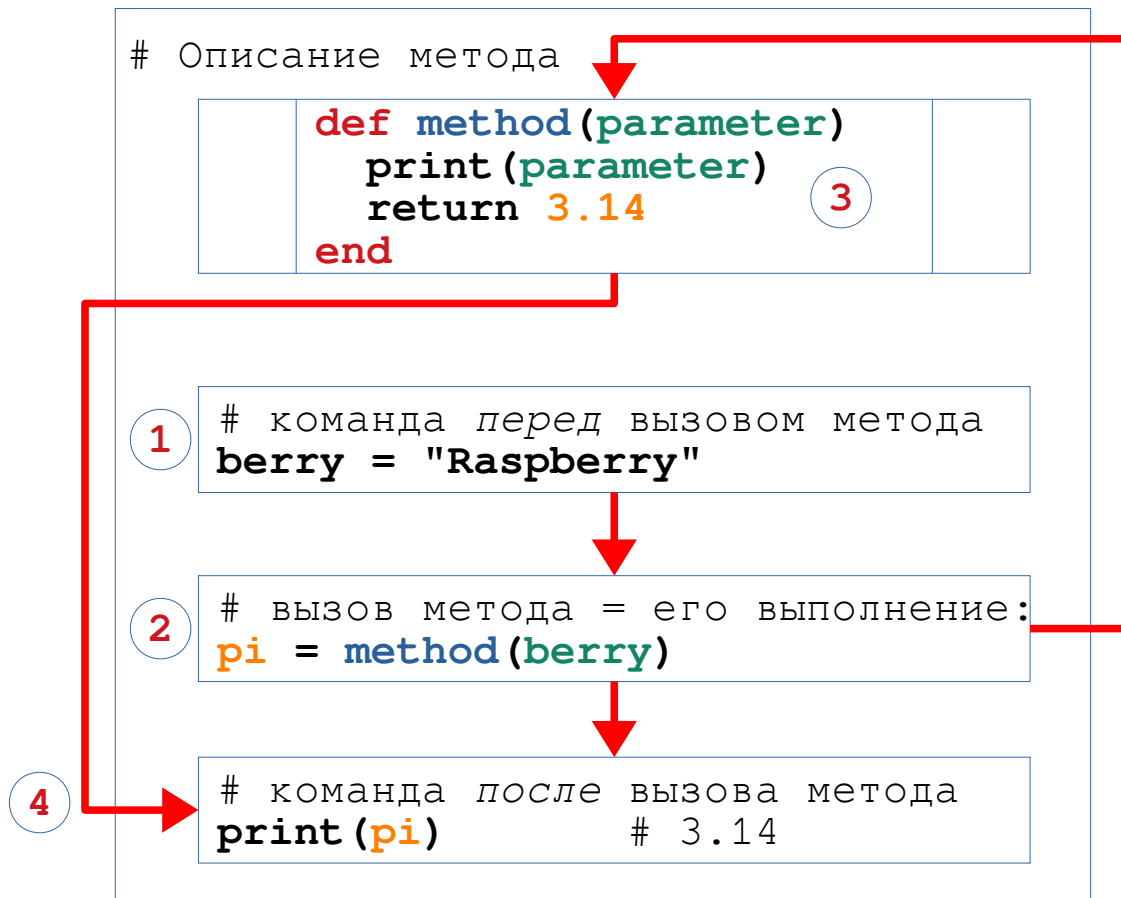 # Описание метода
def method(parameter)
print(parameter)
return 3.14
end
3
1
# команда перед вызовом метода
berry = "Raspberry"
2
# вызов метода = его выполнение:
pi = method(berry)
4
# команда после вызова метода
print(pi) # 3.14